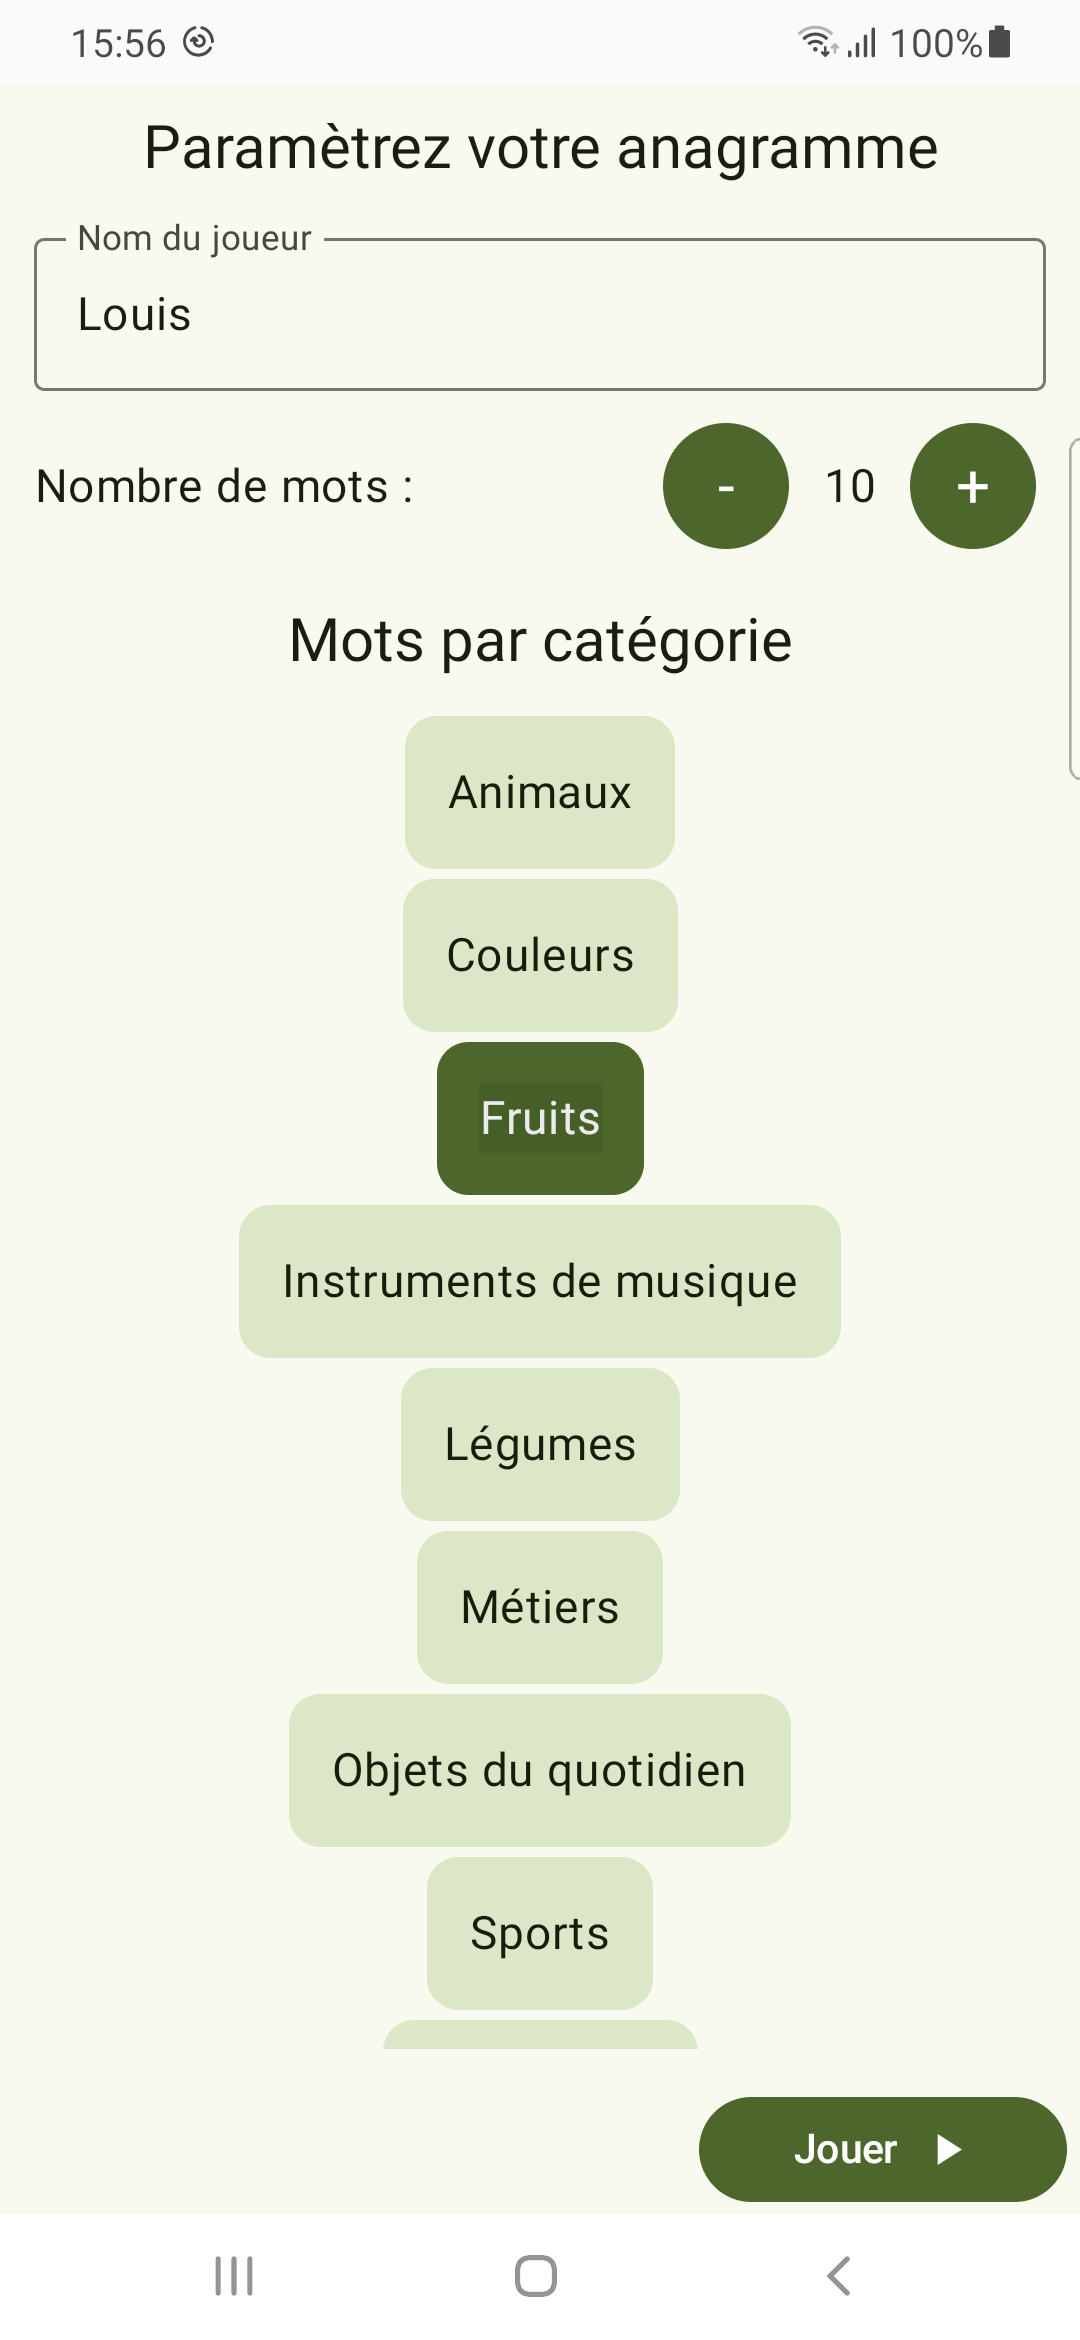 15:56 100%
Paramètrez votre anagramme
Nom du joueur
Louis
Nombre de mots : - 10 +
Mots par catégorie
Animaux
Couleurs
Fruits
Instruments de musique
Légumes
Métiers
Objets du quotidien
Sports
Jouer